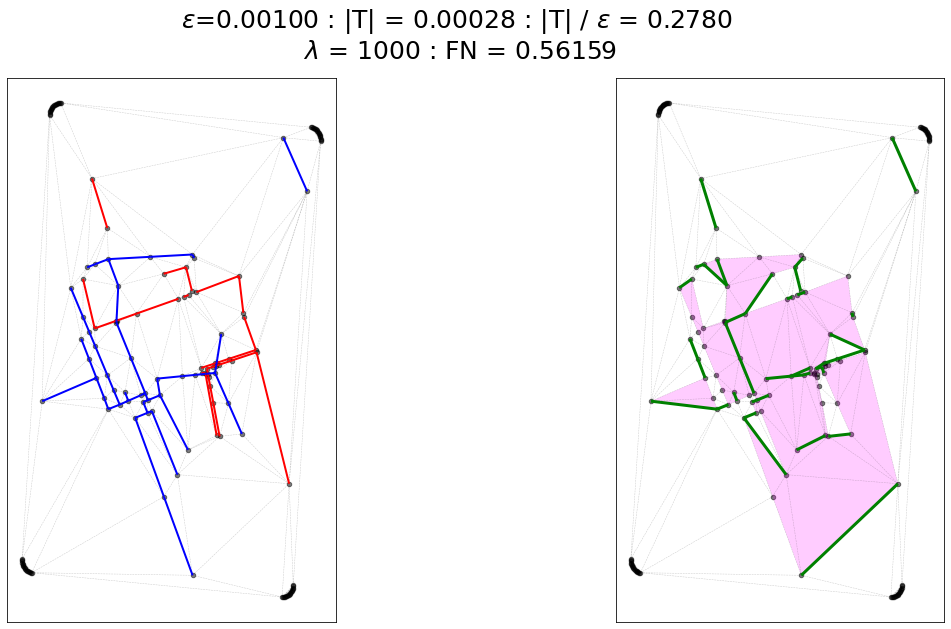 ε=0.00100 : |T| = 0.00028 : |T| / ε = 0.2780
λ = 1000 : FN = 0.56159